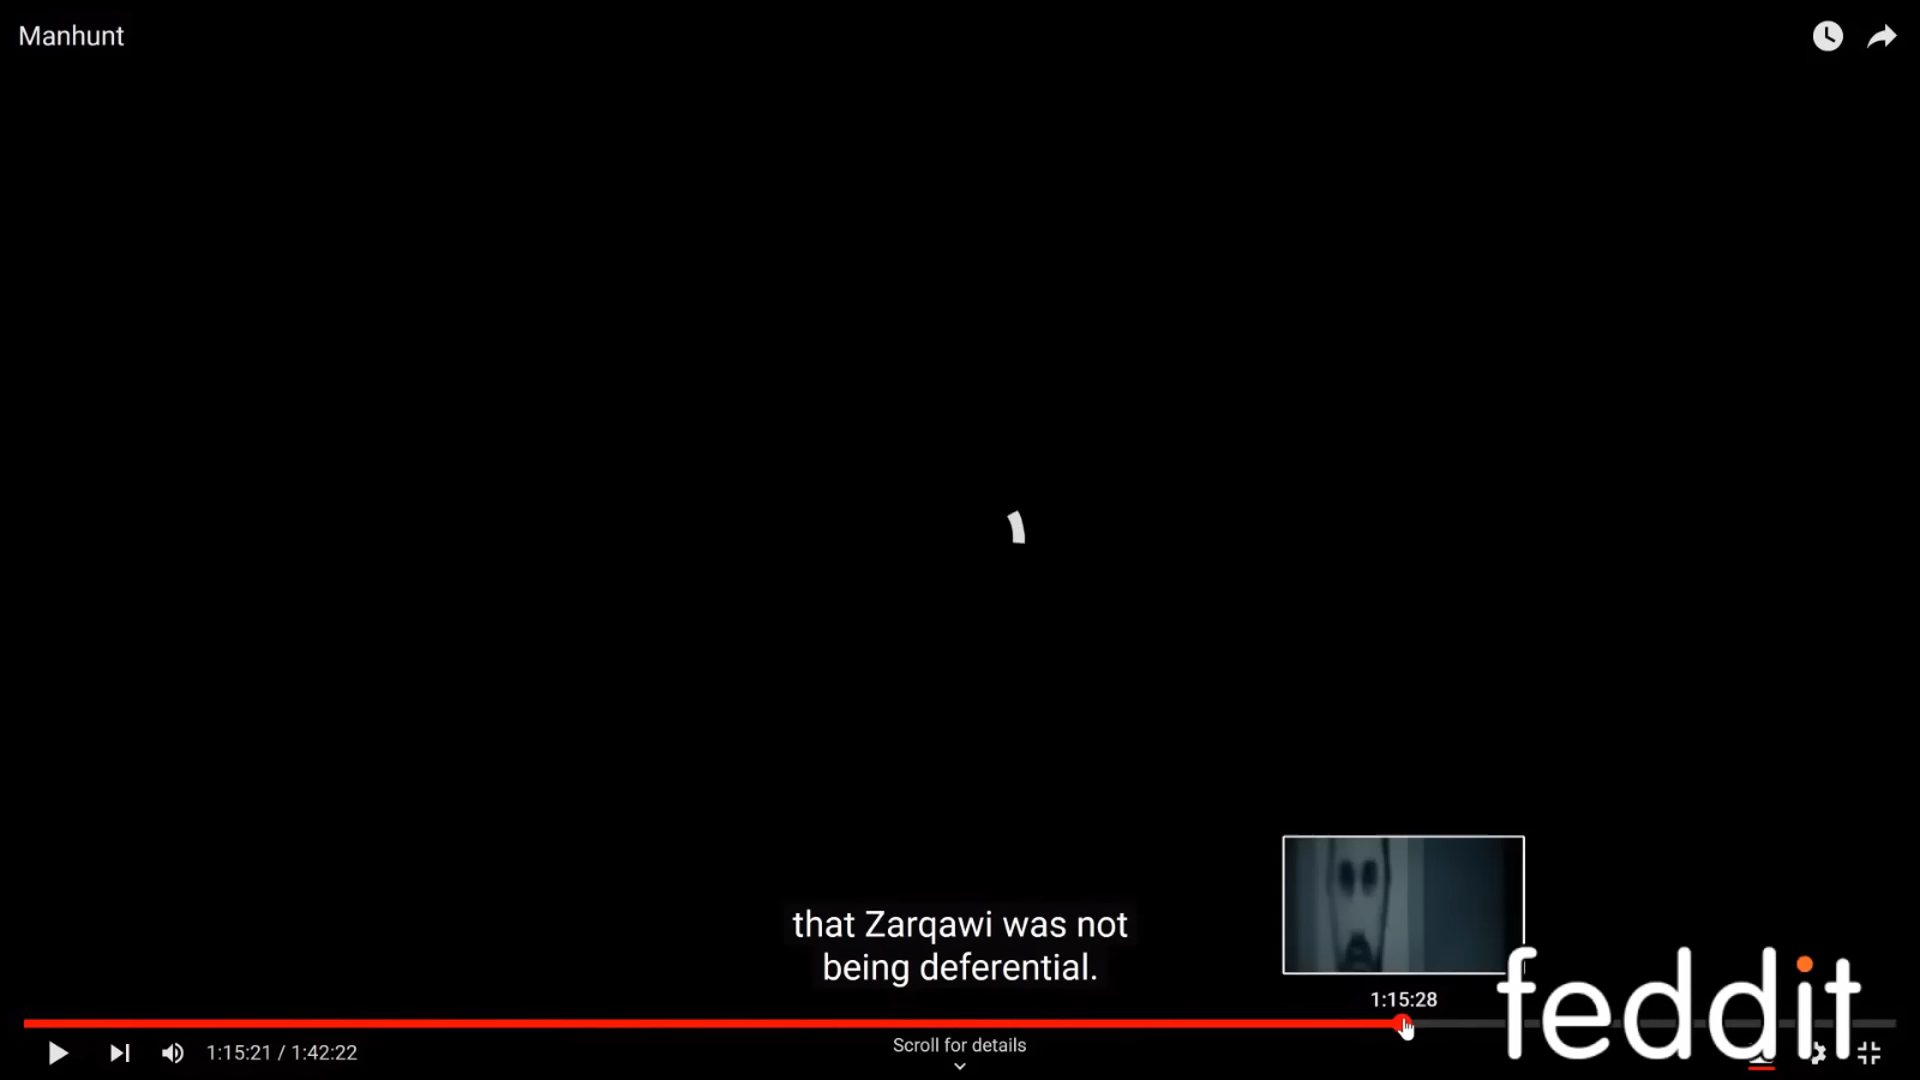 Manhunt
that Zarqawi was not
being deferential.
1:15:28
feddit
1:15:21 / 1:42:22
Scroll for details